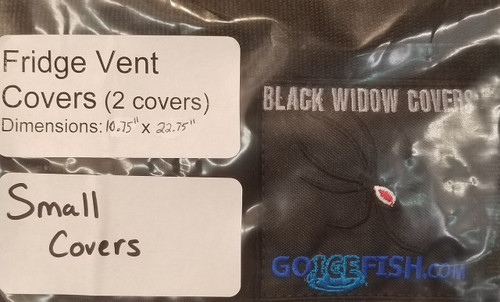 Fridge Vent
Covers (2 covers)
Dimensions: 10.75" x 22.75"
Small
Covers
BLACK WIDOW COVERS
GOICEFISH.COM